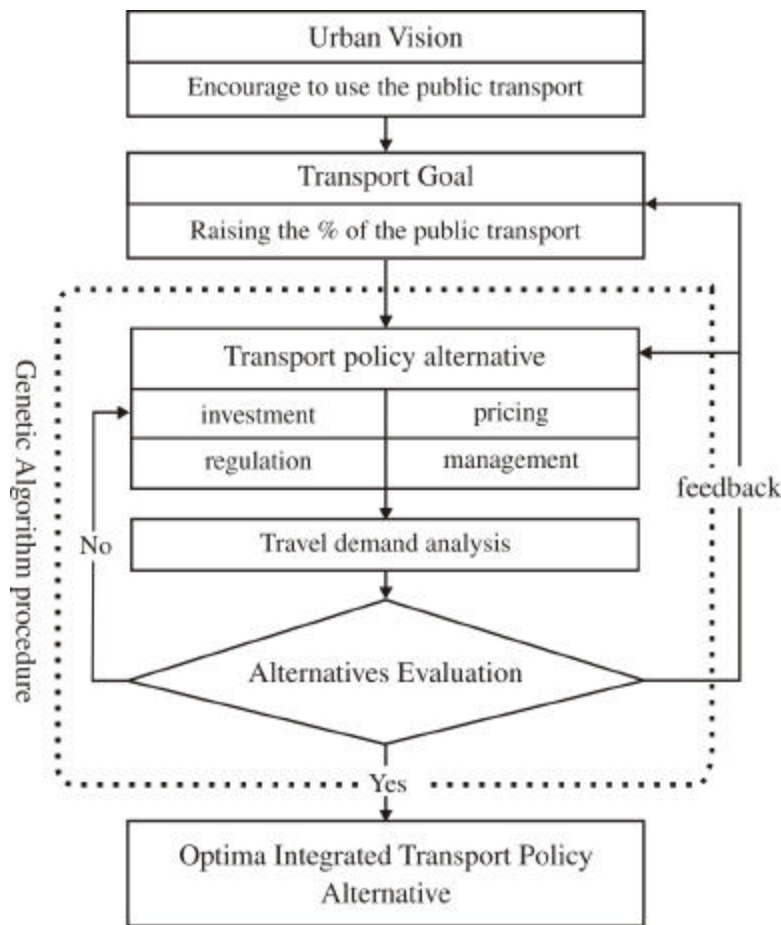 Urban Vision
Encourage to use the public transport
Transport Goal
Raising the % of the public transport
Genetic Algorithm procedure
Transport policy alternative
investment
pricing
regulation
management
feedback
No
Travel demand analysis
Alternatives Evaluation
Yes
Optima Integrated Transport Policy
Alternative